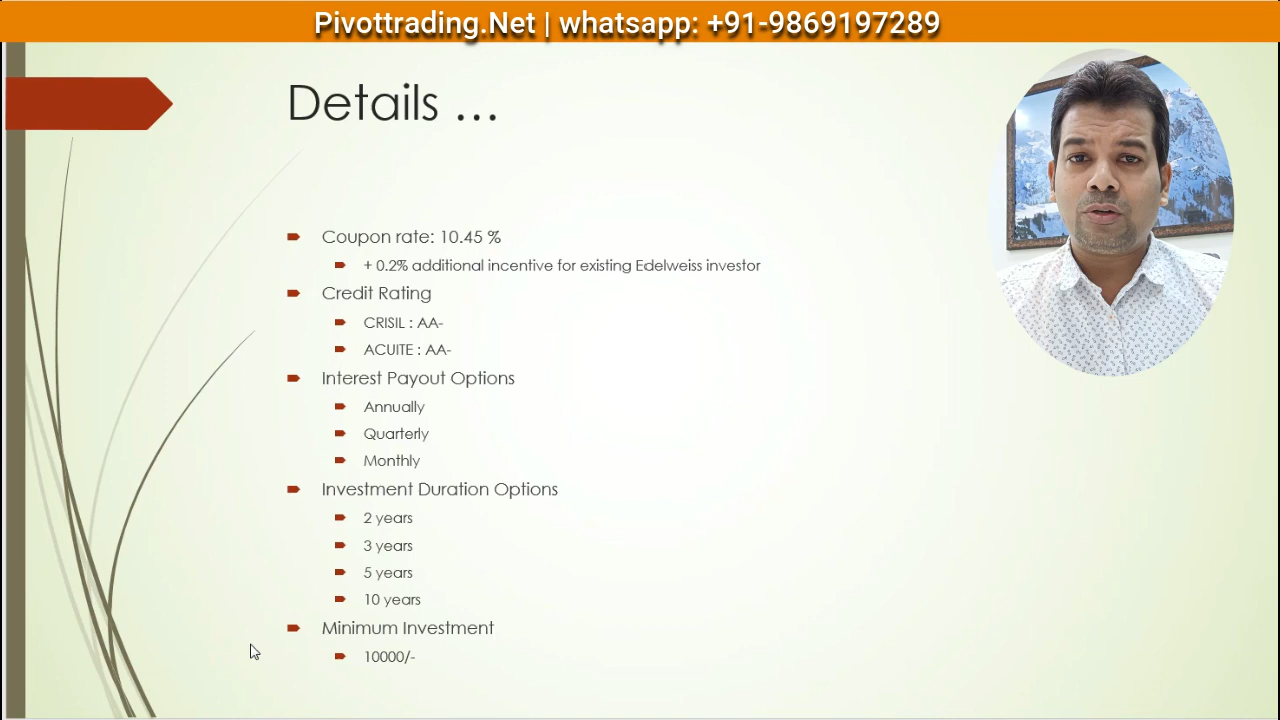 Pivottrading.Net | whatsapp: +91-9869197289
Details ...
Coupon rate: 10.45 %
+ 0.2% additional incentive for existing Edelweiss investor
Credit Rating
CRISIL : AA-
ACUITE : AA-
Interest Payout Options
Annually
Quarterly
Monthly
Investment Duration Options
2 years
3 years
5 years
10 years
Minimum Investment
10000/-